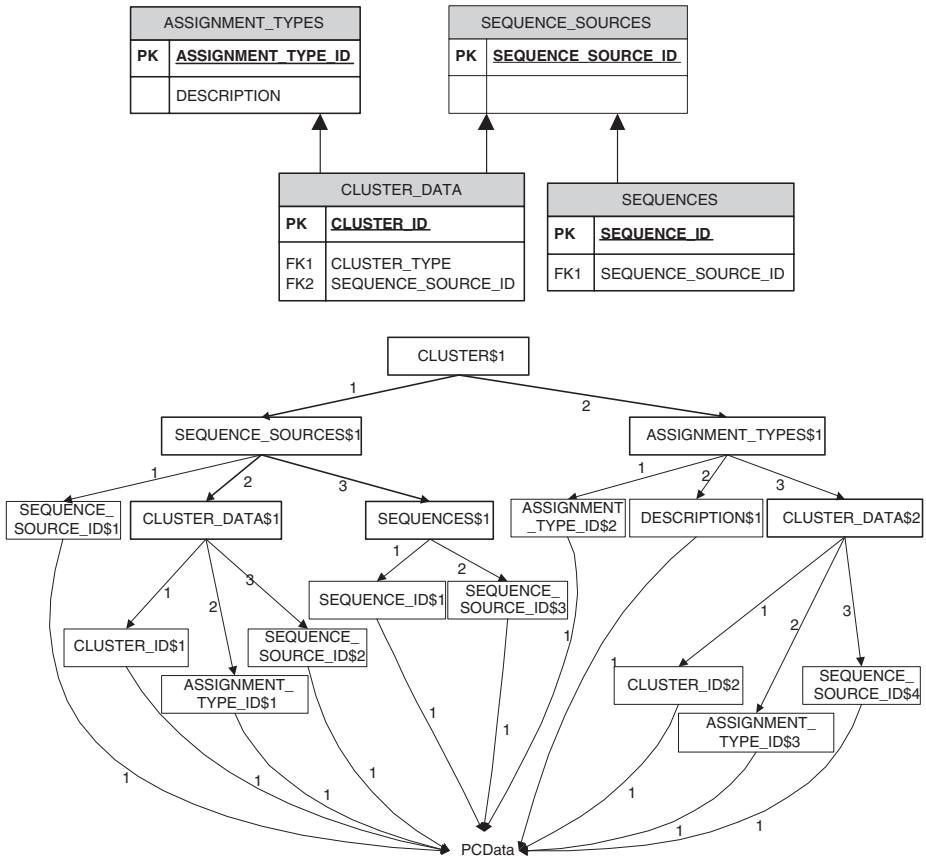 ASSIGNMENT_TYPES
PK ASSIGNMENT_TYPE_ID
DESCRIPTION
SEQUENCE_SOURCES
PK SEQUENCE_SOURCE_ID
CLUSTER_DATA
PK CLUSTER_ID
FK1 CLUSTER_TYPE
FK2 SEQUENCE_SOURCE_ID
SEQUENCES
PK SEQUENCE_ID
FK1 SEQUENCE_SOURCE_ID
CLUSTER$1
1
2
SEQUENCE_SOURCES$1
ASSIGNMENT_TYPES$1
1
2
3
1
2
3
SEQUENCE_
SOURCE_ID$1
CLUSTER_DATA$1
SEQUENCES$1
ASSIGNMENT
_TYPE_ID$2
DESCRIPTION$1
CLUSTER_DATA$2
1
2
3
1
2
1
2
3
SEQUENCE_ID$1
SEQUENCE_
SOURCE_ID$3
CLUSTER_ID$1
SEQUENCE_
SOURCE_ID$2
ASSIGNMENT_
TYPE_ID$1
CLUSTER_ID$2
SEQUENCE_
SOURCE_ID$4
ASSIGNMENT_
TYPE_ID$3
1
1
1
1
1
1
1
1
1
1
1
PCData